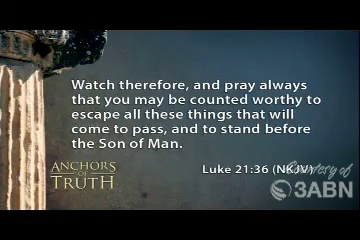 Watch therefore, and pray always
that you may be counted worthy to
escape all these things that will
come to pass, and to stand before
the Son of Man.
Luke 21:36 (NKJV)
ANCHORS
OF
TRUTH
Courtesy of
3ABN